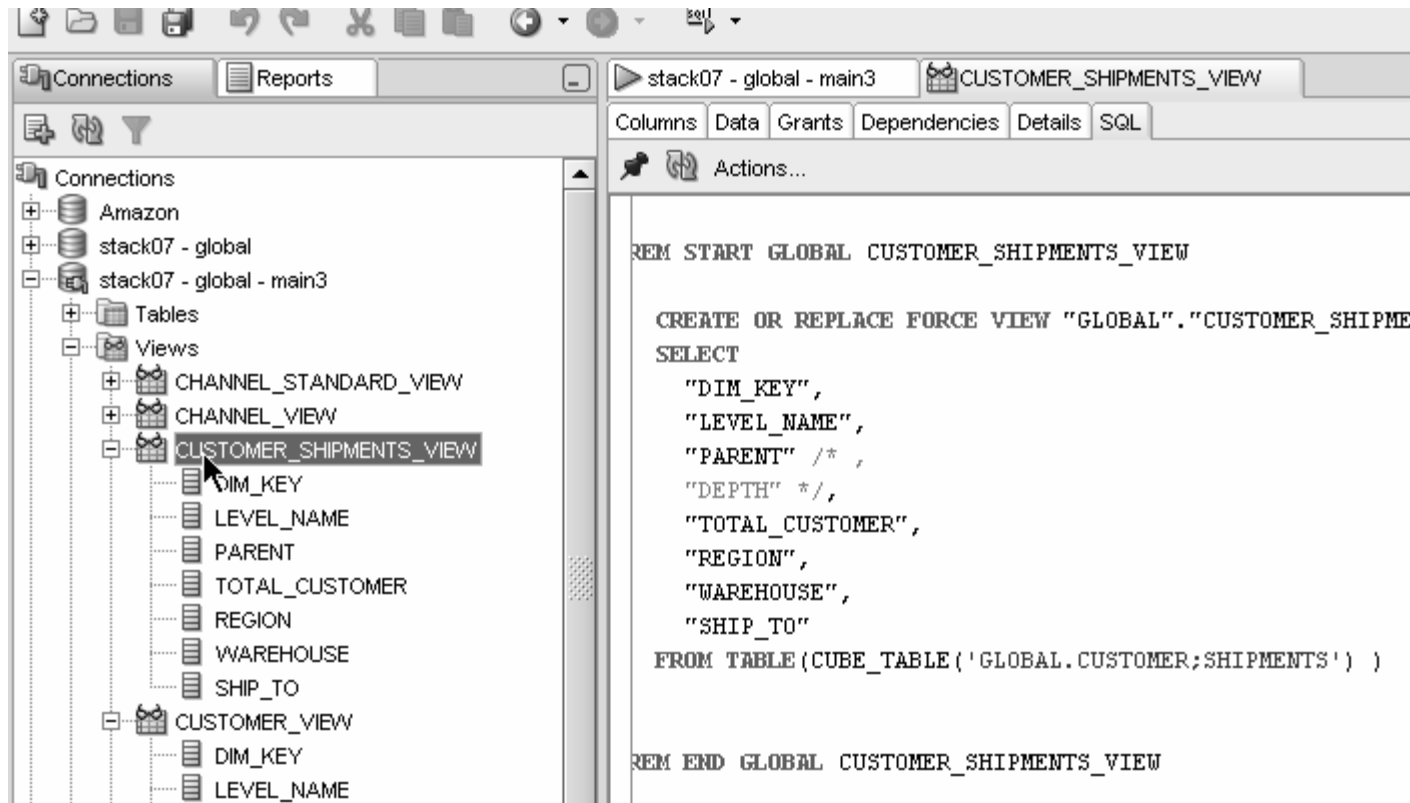 SQL
Connections
Reports
Connections
Amazon
stack07 - global
stack07 - global - main3
Tables
Views
CHANNEL_STANDARD_VIEW
CHANNEL_VIEW
CUSTOMER_SHIPMENTS_VIEW
DIM_KEY
LEVEL_NAME
PARENT
TOTAL_CUSTOMER
REGION
WAREHOUSE
SHIP_TO
CUSTOMER_VIEW
DIM_KEY
LEVEL_NAME
stack07 - global - main3
CUSTOMER_SHIPMENTS_VIEW
Columns Data Grants Dependencies Details SQL
Actions...
REM START GLOBAL CUSTOMER_SHIPMENTS_VIEW
CREATE OR REPLACE FORCE VIEW "GLOBAL"."CUSTOMER_SHIPME
SELECT
"DIM_KEY",
"LEVEL_NAME",
"PARENT" /* ,
"DEPTH" */,
"TOTAL_CUSTOMER",
"REGION",
"WAREHOUSE",
"SHIP_TO"
FROM TABLE(CUBE_TABLE('GLOBAL.CUSTOMER;SHIPMENTS') )
REM END GLOBAL CUSTOMER_SHIPMENTS_VIEW